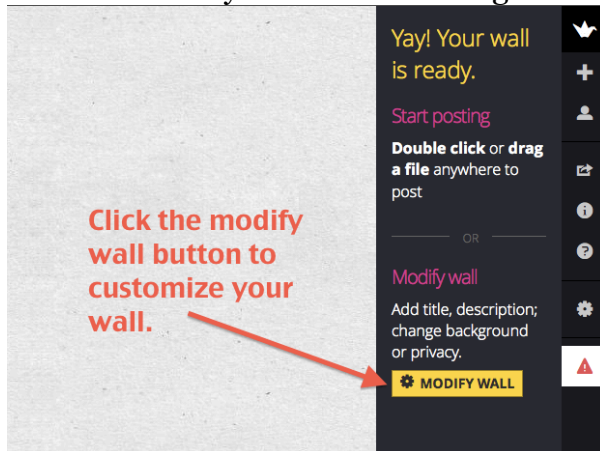 Yay! Your wall
is ready.
Start posting
Double click or drag
a file anywhere to
post
OR
Modify wall
Add title, description;
change background
or privacy.
MODIFY WALL
Click the modify
wall button to
customize your
wall.